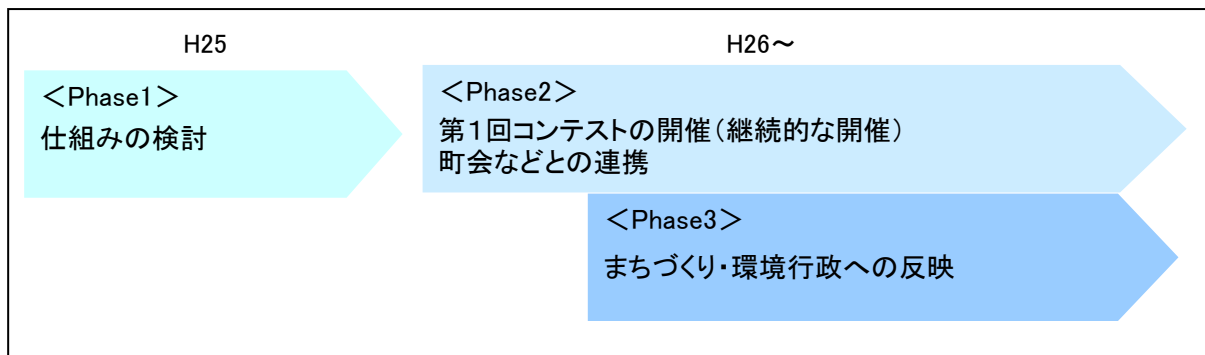 H25
H26～
＜Phase1＞
仕組みの検討
＜Phase2＞
第１回コンテストの開催（継続的な開催）
町会などとの連携
＜Phase3＞
まちづくり・環境行政への反映